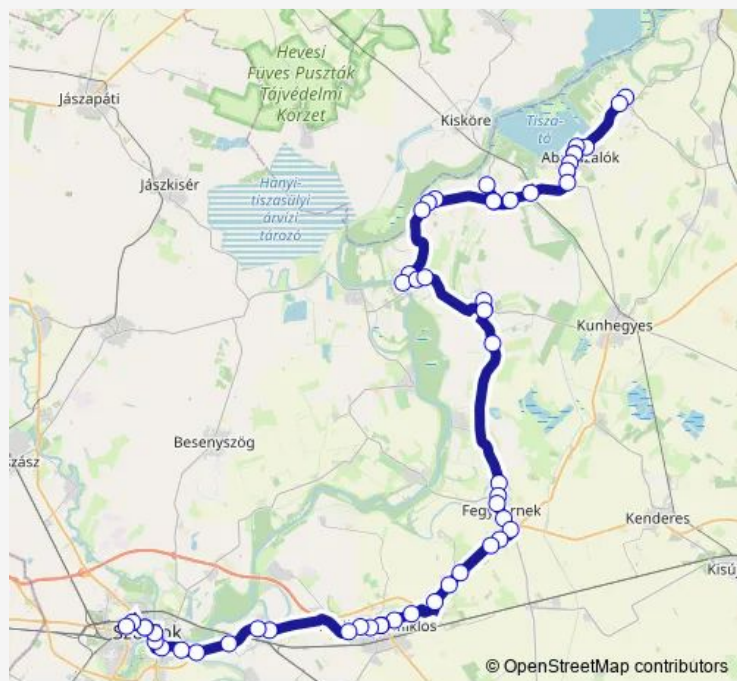 Hevesi
Füves Puszták
Tájvédelmi
Körzet
Jászapáti
Kisköre
Tisza-
tó
Jászkisér
Hanyi-
tiszasülyi
árvízi
tározó
Kunhegyes
Besenyszög
szász
Kenderes
© OpenStreetMap contributors